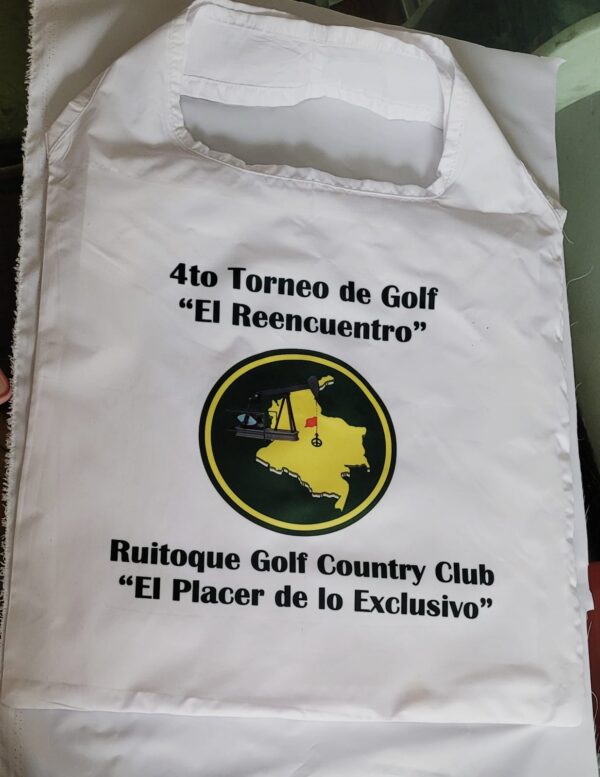 4to Torneo de Golf
“El Reencuentro”
Ruitoque Golf Country Club
“El Placer de lo Exclusivo”